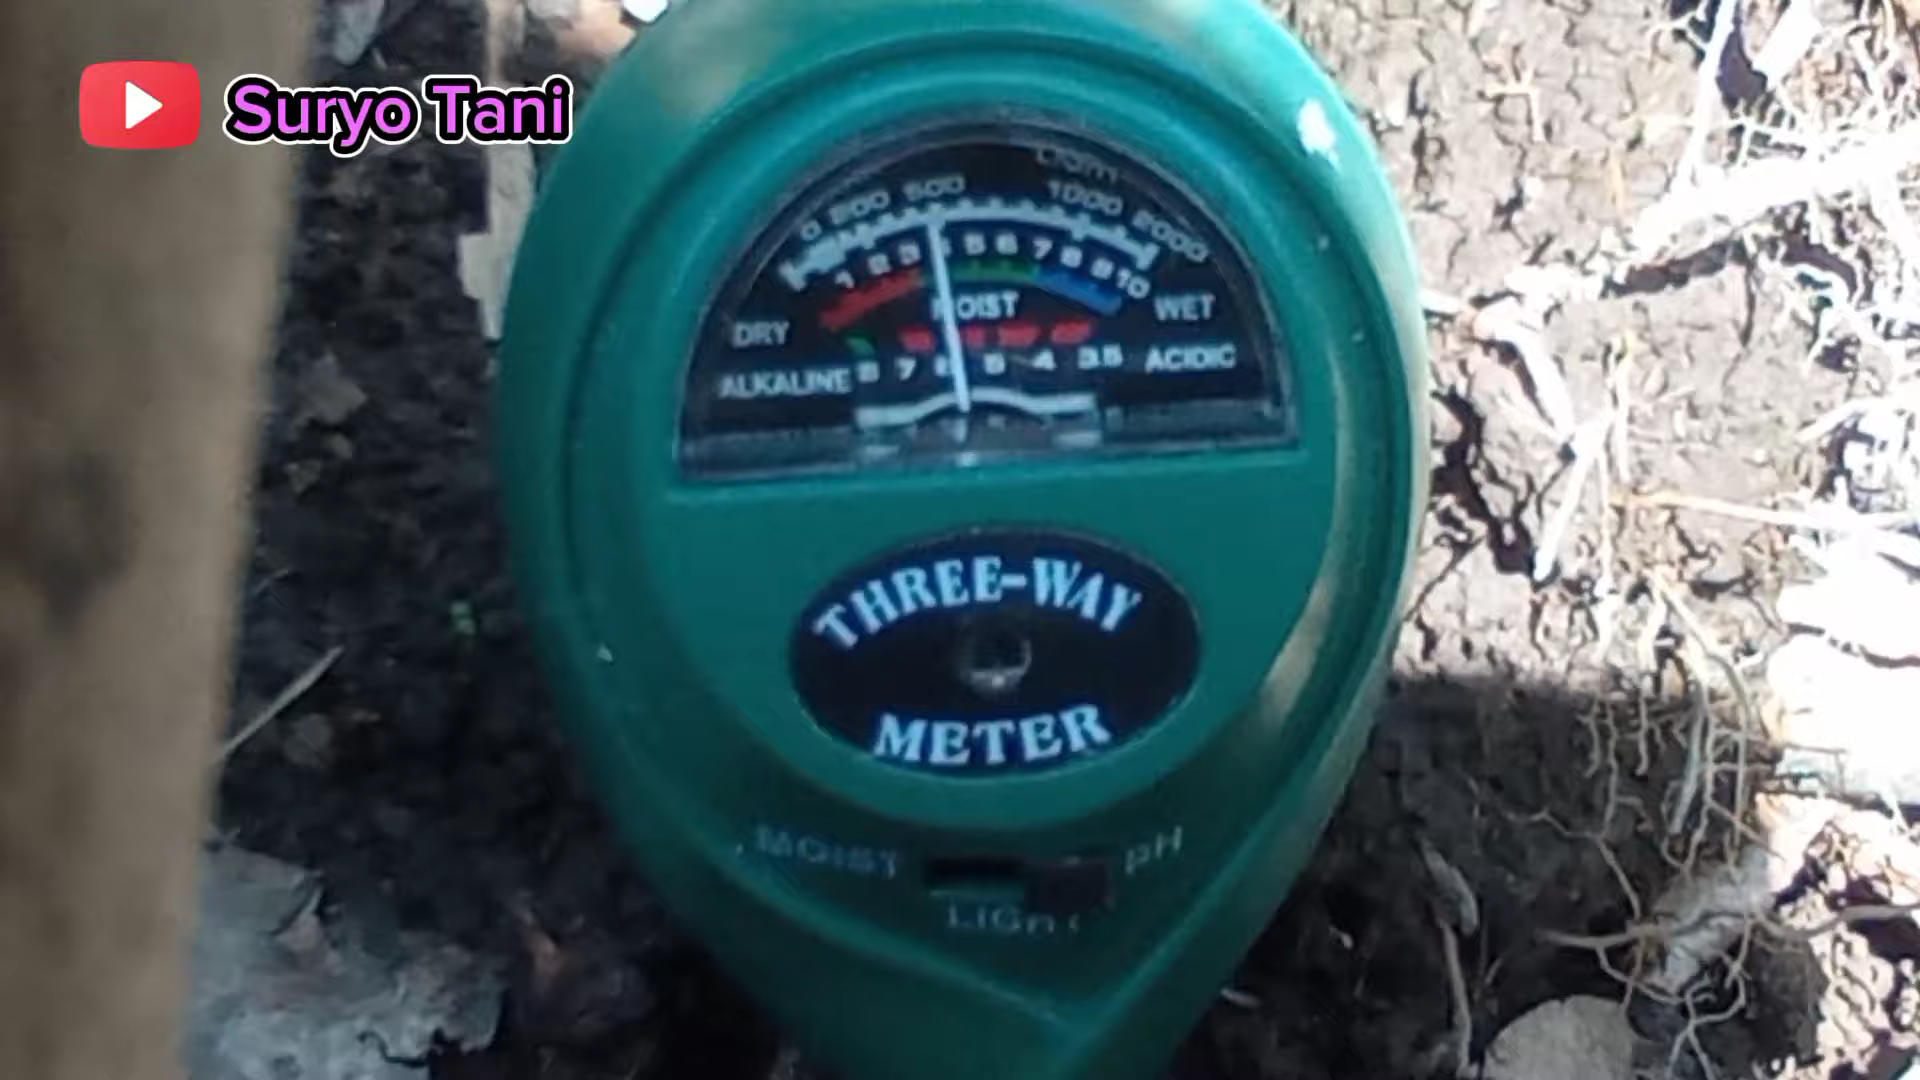 Suryo Tani
LIGHT
0 200 500 1000 2000
1 2 3 5 6 7 8 9 10
DRY MOIST WET
ALKALINE 8 7 6 5 4 3.5 ACIDIC
THREE-WAY
METER
MOIST pH
LIGHT